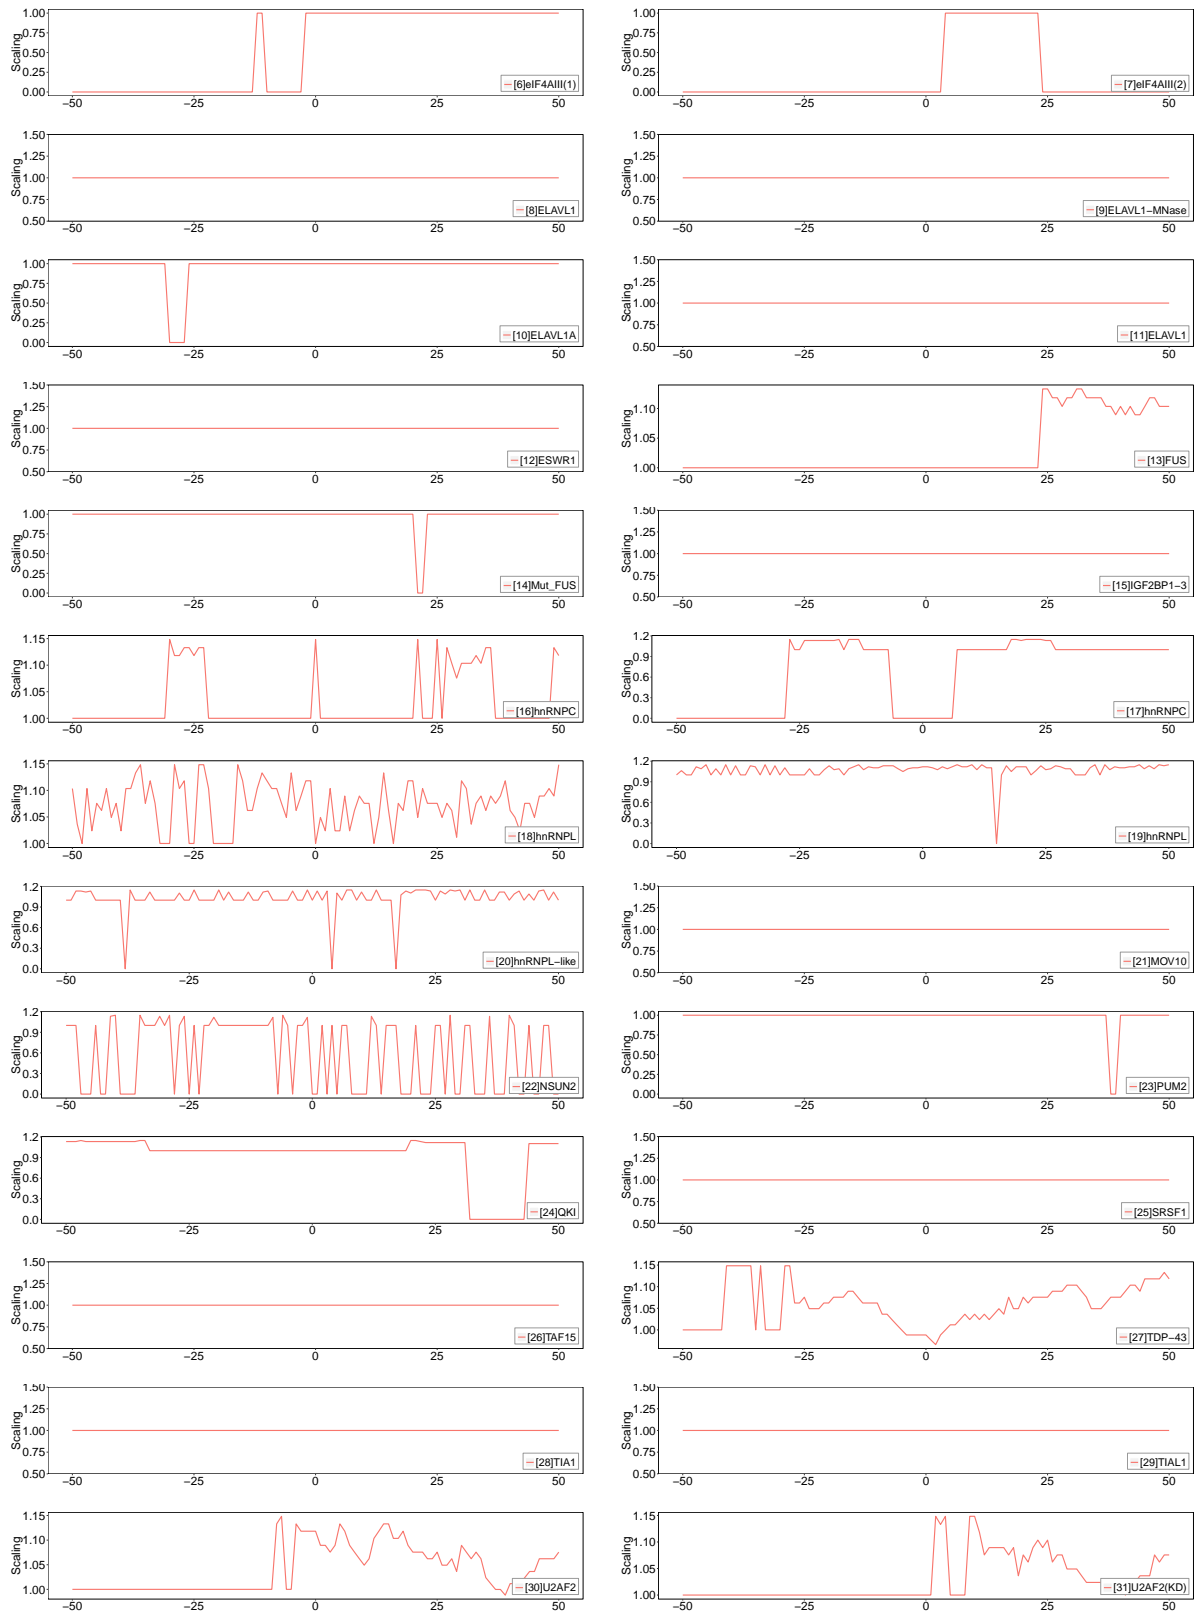 Scaling
1.00
0.75
0.50
0.25
0.00
[6]eIF4AIII(1)
−50 −25 0 25 50
Scaling
1.00
0.75
0.50
0.25
0.00
[7]eIF4AIII(2)
−50 −25 0 25 50
Scaling
1.50
1.25
1.00
0.75
0.50
[8]ELAVL1
−50 −25 0 25 50
Scaling
1.50
1.25
1.00
0.75
0.50
[9]ELAVL1−MNase
−50 −25 0 25 50
Scaling
1.00
0.75
0.50
0.25
0.00
[10]ELAVL1A
−50 −25 0 25 50
Scaling
1.50
1.25
1.00
0.75
0.50
[11]ELAVL1
−50 −25 0 25 50
Scaling
1.50
1.25
1.00
0.75
0.50
[12]ESWR1
−50 −25 0 25 50
Scaling
1.10
1.05
1.00
[13]FUS
−50 −25 0 25 50
Scaling
1.00
0.75
0.50
0.25
0.00
[14]Mut_FUS
−50 −25 0 25 50
Scaling
1.50
1.25
1.00
0.75
0.50
[15]IGF2BP1−3
−50 −25 0 25 50
Scaling
1.15
1.10
1.05
1.00
[16]hnRNPC
−50 −25 0 25 50
Scaling
1.2
0.9
0.6
0.3
0.0
[17]hnRNPC
−50 −25 0 25 50
Scaling
1.15
1.10
1.05
1.00
[18]hnRNPL
−50 −25 0 25 50
Scaling
1.2
0.9
0.6
0.3
0.0
[19]hnRNPL
−50 −25 0 25 50
Scaling
1.2
0.9
0.6
0.3
0.0
[20]hnRNPL−like
−50 −25 0 25 50
Scaling
1.50
1.25
1.00
0.75
0.50
[21]MOV10
−50 −25 0 25 50
Scaling
1.2
0.9
0.6
0.3
0.0
[22]NSUN2
−50 −25 0 25 50
Scaling
1.00
0.75
0.50
0.25
0.00
[23]PUM2
−50 −25 0 25 50
Scaling
1.2
0.9
0.6
0.3
0.0
[24]QKI
−50 −25 0 25 50
Scaling
1.50
1.25
1.00
0.75
0.50
[25]SRSF1
−50 −25 0 25 50
Scaling
1.50
1.25
1.00
0.75
0.50
[26]TAF15
−50 −25 0 25 50
Scaling
1.15
1.10
1.05
1.00
[27]TDP−43
−50 −25 0 25 50
Scaling
1.50
1.25
1.00
0.75
0.50
[28]TIA1
−50 −25 0 25 50
Scaling
1.50
1.25
1.00
0.75
0.50
[29]TIAL1
−50 −25 0 25 50
Scaling
1.15
1.10
1.05
1.00
[30]U2AF2
−50 −25 0 25 50
Scaling
1.15
1.10
1.05
1.00
[31]U2AF2(KD)
−50 −25 0 25 50